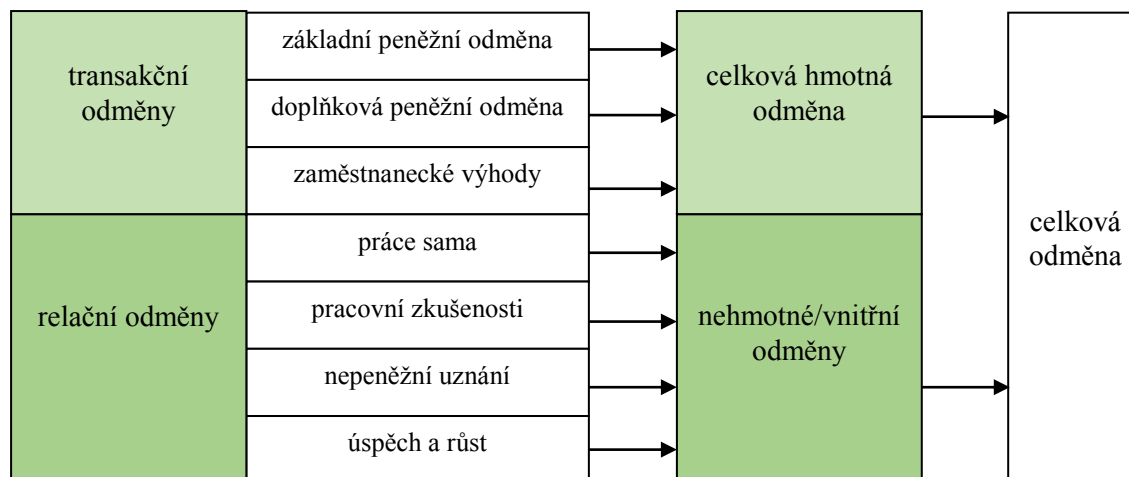 transakční
odměny
základní peněžní odměna
doplňková peněžní odměna
zaměstnanecké výhody
celková hmotná
odměna
relační odměny
práce sama
pracovní zkušenosti
nepeněžní uznání
úspěch a růst
nehmotné/vnitřní
odměny
celková
odměna